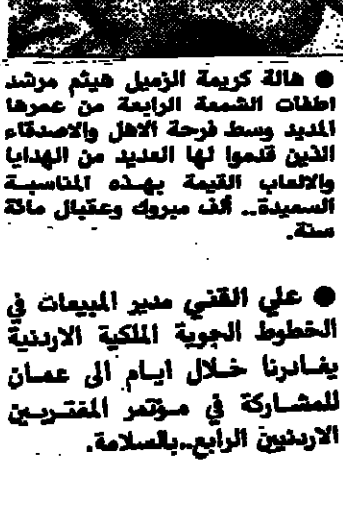 ● هالة كريمة الزميل هيثم مرشد
اطفات الشمعة الرابعة من عمرها
المديد وسط فرحة الاهل والاصدقاء
الذين قدموا لها العديد من الهدايا
والالعاب القيمة بهذه المناسبة
السعيدة.. ألف مبروك وعقبال مائة
سنة.
● علي القني مدير المبيعات في
الخطوط الجوية الملكية الاردنية
يغادرنا خلال ايام الى عمان
للمشاركة في مؤتمر المغتربين
الاردنيين الرابع..بالسلامة.